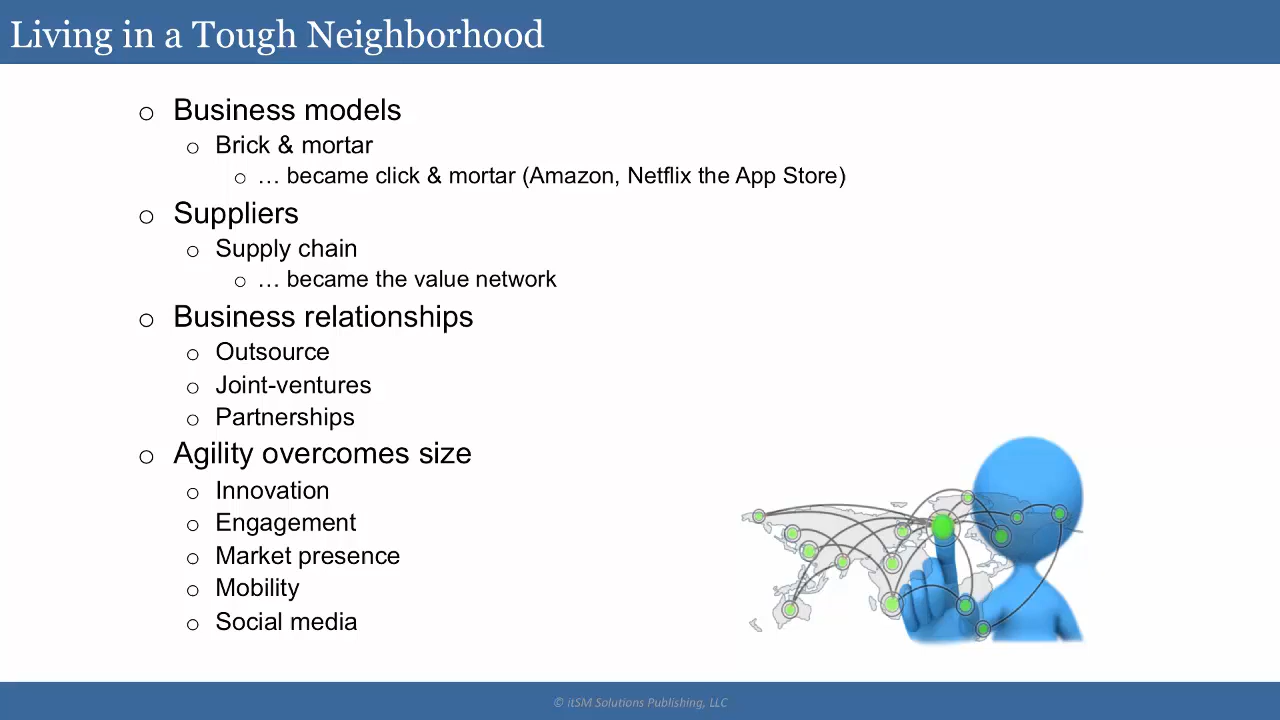 Living in a Tough Neighborhood
o Business models
o Brick & mortar
o … became click & mortar (Amazon, Netflix the App Store)
o Suppliers
o Supply chain
o … became the value network
o Business relationships
o Outsource
o Joint-ventures
o Partnerships
o Agility overcomes size
o Innovation
o Engagement
o Market presence
o Mobility
o Social media
© itSM Solutions Publishing, LLC